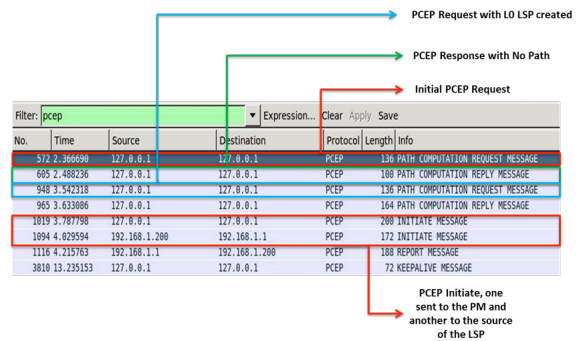 PCEP Request with L0 LSP created
PCEP Response with No Path
Initial PCEP Request
Filter: pcep Expression... Clear Apply Save
No. Time Source Destination Protocol Length Info
572 2.366690 127.0.0.1 127.0.0.1 PCEP 136 PATH COMPUTATION REQUEST MESSAGE
605 2.488236 127.0.0.1 127.0.0.1 PCEP 100 PATH COMPUTATION REPLY MESSAGE
948 3.542318 127.0.0.1 127.0.0.1 PCEP 136 PATH COMPUTATION REQUEST MESSAGE
965 3.633086 127.0.0.1 127.0.0.1 PCEP 164 PATH COMPUTATION REPLY MESSAGE
1019 3.787798 127.0.0.1 127.0.0.1 PCEP 200 INITIATE MESSAGE
1094 4.029594 192.168.1.200 192.168.1.1 PCEP 172 INITIATE MESSAGE
1116 4.215763 192.168.1.1 192.168.1.200 PCEP 188 REPORT MESSAGE
3810 13.235153 127.0.0.1 127.0.0.1 PCEP 72 KEEPALIVE MESSAGE
PCEP Initiate, one
sent to the PM and
another to the source
of the LSP